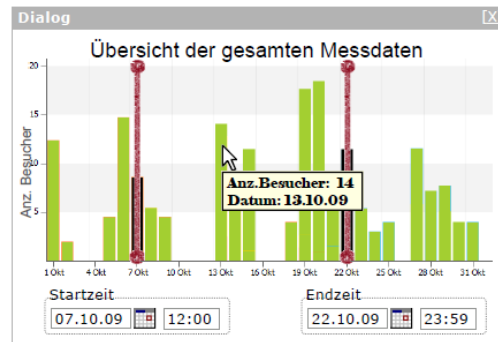 Dialog [X
Übersicht der gesamten Messdaten
20
15
10
5
Anz. Besucher
Anz.Besucher: 14
Datum: 13.10.09
1 Okt 4 Okt 7 Okt 10 Okt 13 Okt 16 Okt 19 Okt 22 Okt 25 Okt 28 Okt 31 Okt
Startzeit Endzeit
07.10.09 12:00 22.10.09 23:59